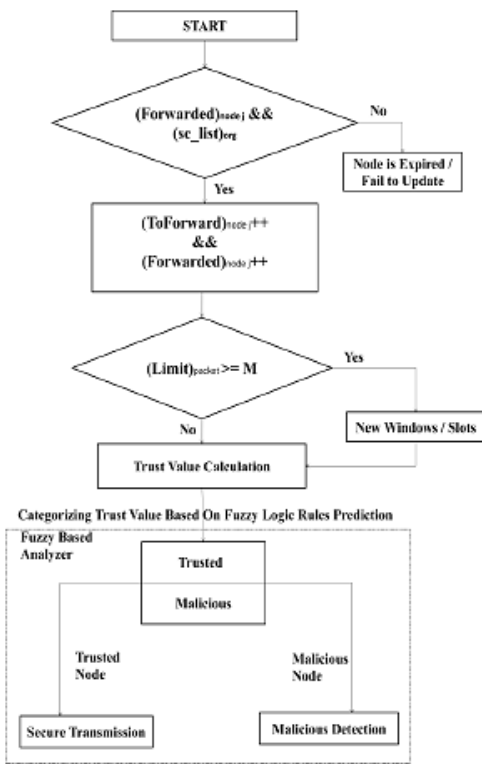 START
(Forwarded)node j &&
(sc_list)org
No
Node is Expired /
Fail to Update
Yes
(ToForward)node j++
&&
(Forwarded)node j++
(Limit)packet >= M
Yes
No
New Windows / Slots
Trust Value Calculation
Categorizing Trust Value Based On Fuzzy Logic Rules Prediction
Fuzzy Based
Analyzer
Trusted
Malicious
Trusted
Node
Malicious
Node
Secure Transmission
Malicious Detection